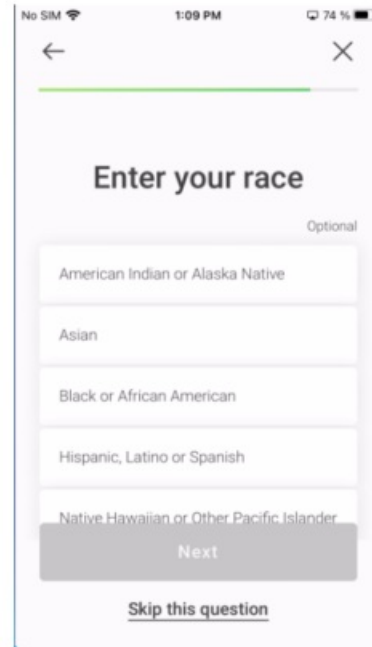 No SIM 1:09 PM 74 %
Enter your race
Optional
American Indian or Alaska Native
Asian
Black or African American
Hispanic, Latino or Spanish
Native Hawaiian or Other Pacific Islander
Next
Skip this question